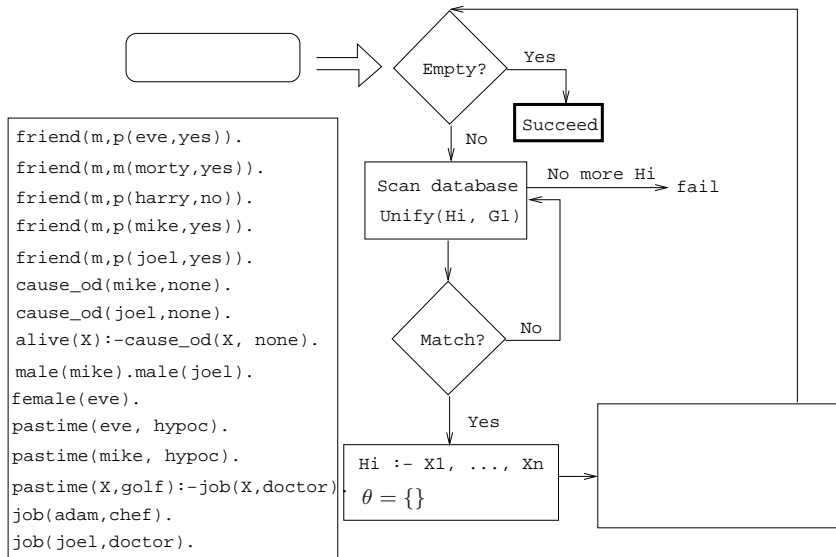 Empty?
Yes
Succeed
No
Scan database
Unify(Hi, G1)
No more Hi
fail
Match?
No
Yes
Hi :- X1, ..., Xn
θ = {}
friend(m,p(eve,yes)).
friend(m,m(morty,yes)).
friend(m,p(harry,no)).
friend(m,p(mike,yes)).
friend(m,p(joel,yes)).
cause_od(mike,none).
cause_od(joel,none).
alive(X):-cause_od(X, none).
male(mike).male(joel).
female(eve).
pastime(eve, hypoc).
pastime(mike, hypoc).
pastime(X,golf):-job(X,doctor).
job(adam,chef).
job(joel,doctor).